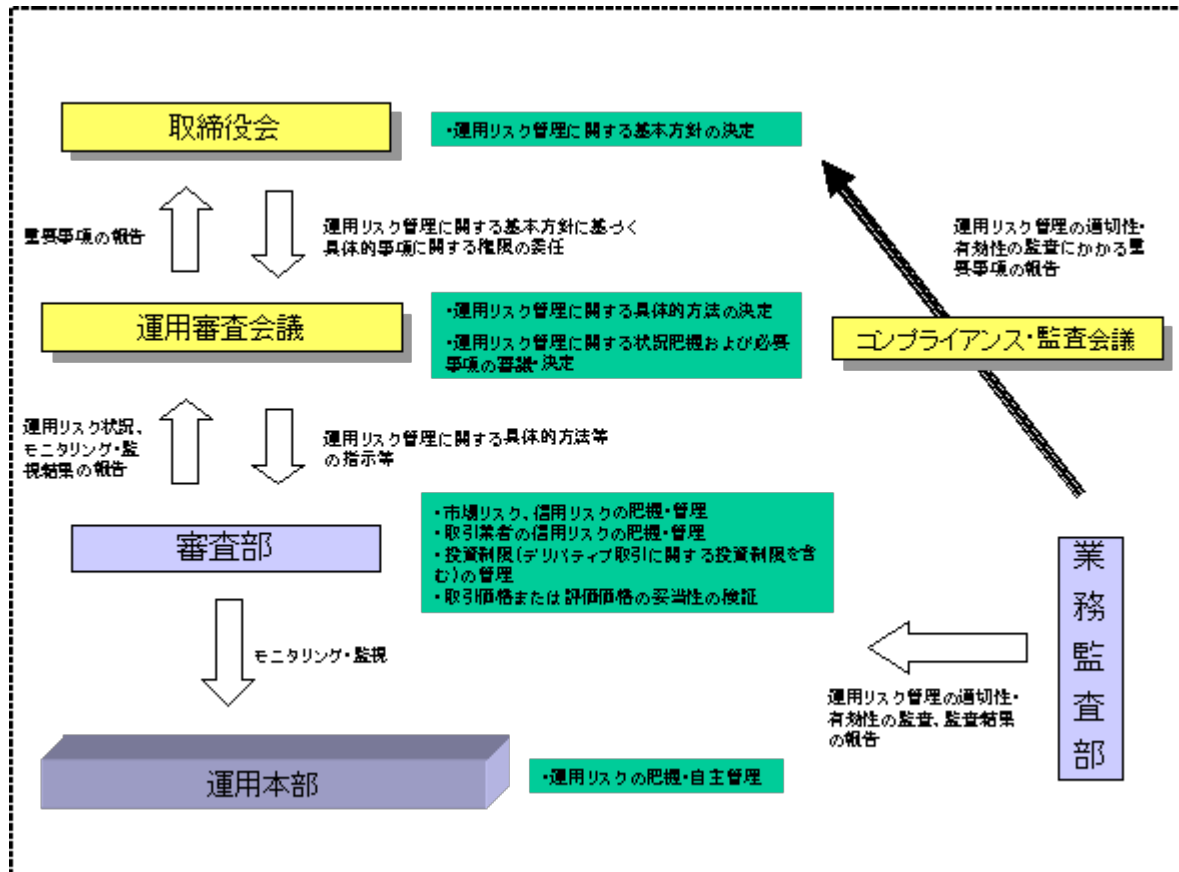 取締役会
・運用リスク管理に関する基本方針の決定
重要事項の報告
運用リスク管理に関する基本方針に基づく
具体的事項に関する権限の委任
運用リスク管理の適切性・
有効性の監査にかかる重
要事項の報告
運用審査会議
・運用リスク管理に関する具体的方法の決定
・運用リスク管理に関する状況把握および必要
事項の審議・決定
コンプライアンス・監査会議
運用リスク状況、
モニタリング・監
視結果の報告
運用リスク管理に関する具体的方法等
の指示等
審査部
・市場リスク、信用リスクの把握・管理
・取引業者の信用リスクの把握・管理
・投資制限(デリバティブ取引に関する投資制限を含
む)の管理
・取引価格または評価価格の妥当性の検証
業務監査部
モニタリング・監視
運用リスク管理の適切性・
有効性の監査、監査結果
の報告
運用本部
・運用リスクの把握・自主管理